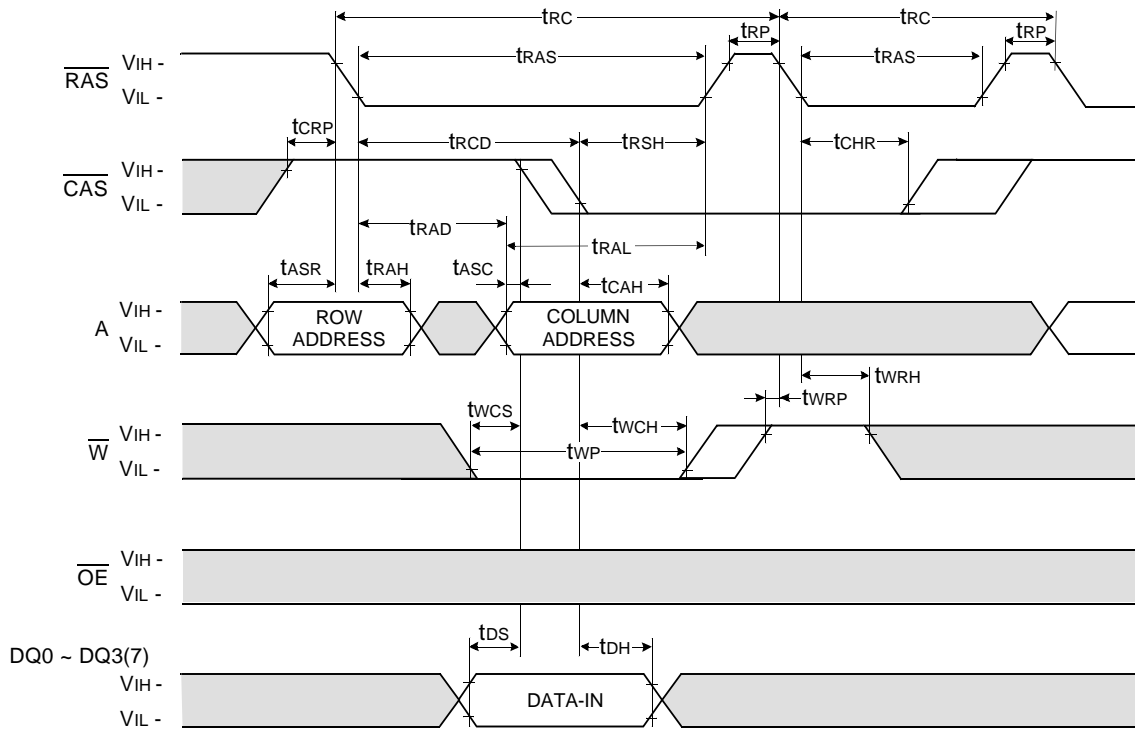 tRC tRC
tRP tRP
tRAS tRAS
RAS VIH -
VIL -
tCRP tRCD tRSH tCHR
CAS VIH -
VIL -
tRAD
tRAL
tASR tRAH tASC tCAH
A VIH -
VIL -
ROW
ADDRESS
COLUMN
ADDRESS
tWRH
tWRP
tWCS tWCH
tWP
W VIH -
VIL -
OE VIH -
VIL -
tDS tDH
DQ0 ~ DQ3(7)
VIH -
VIL -
DATA-IN